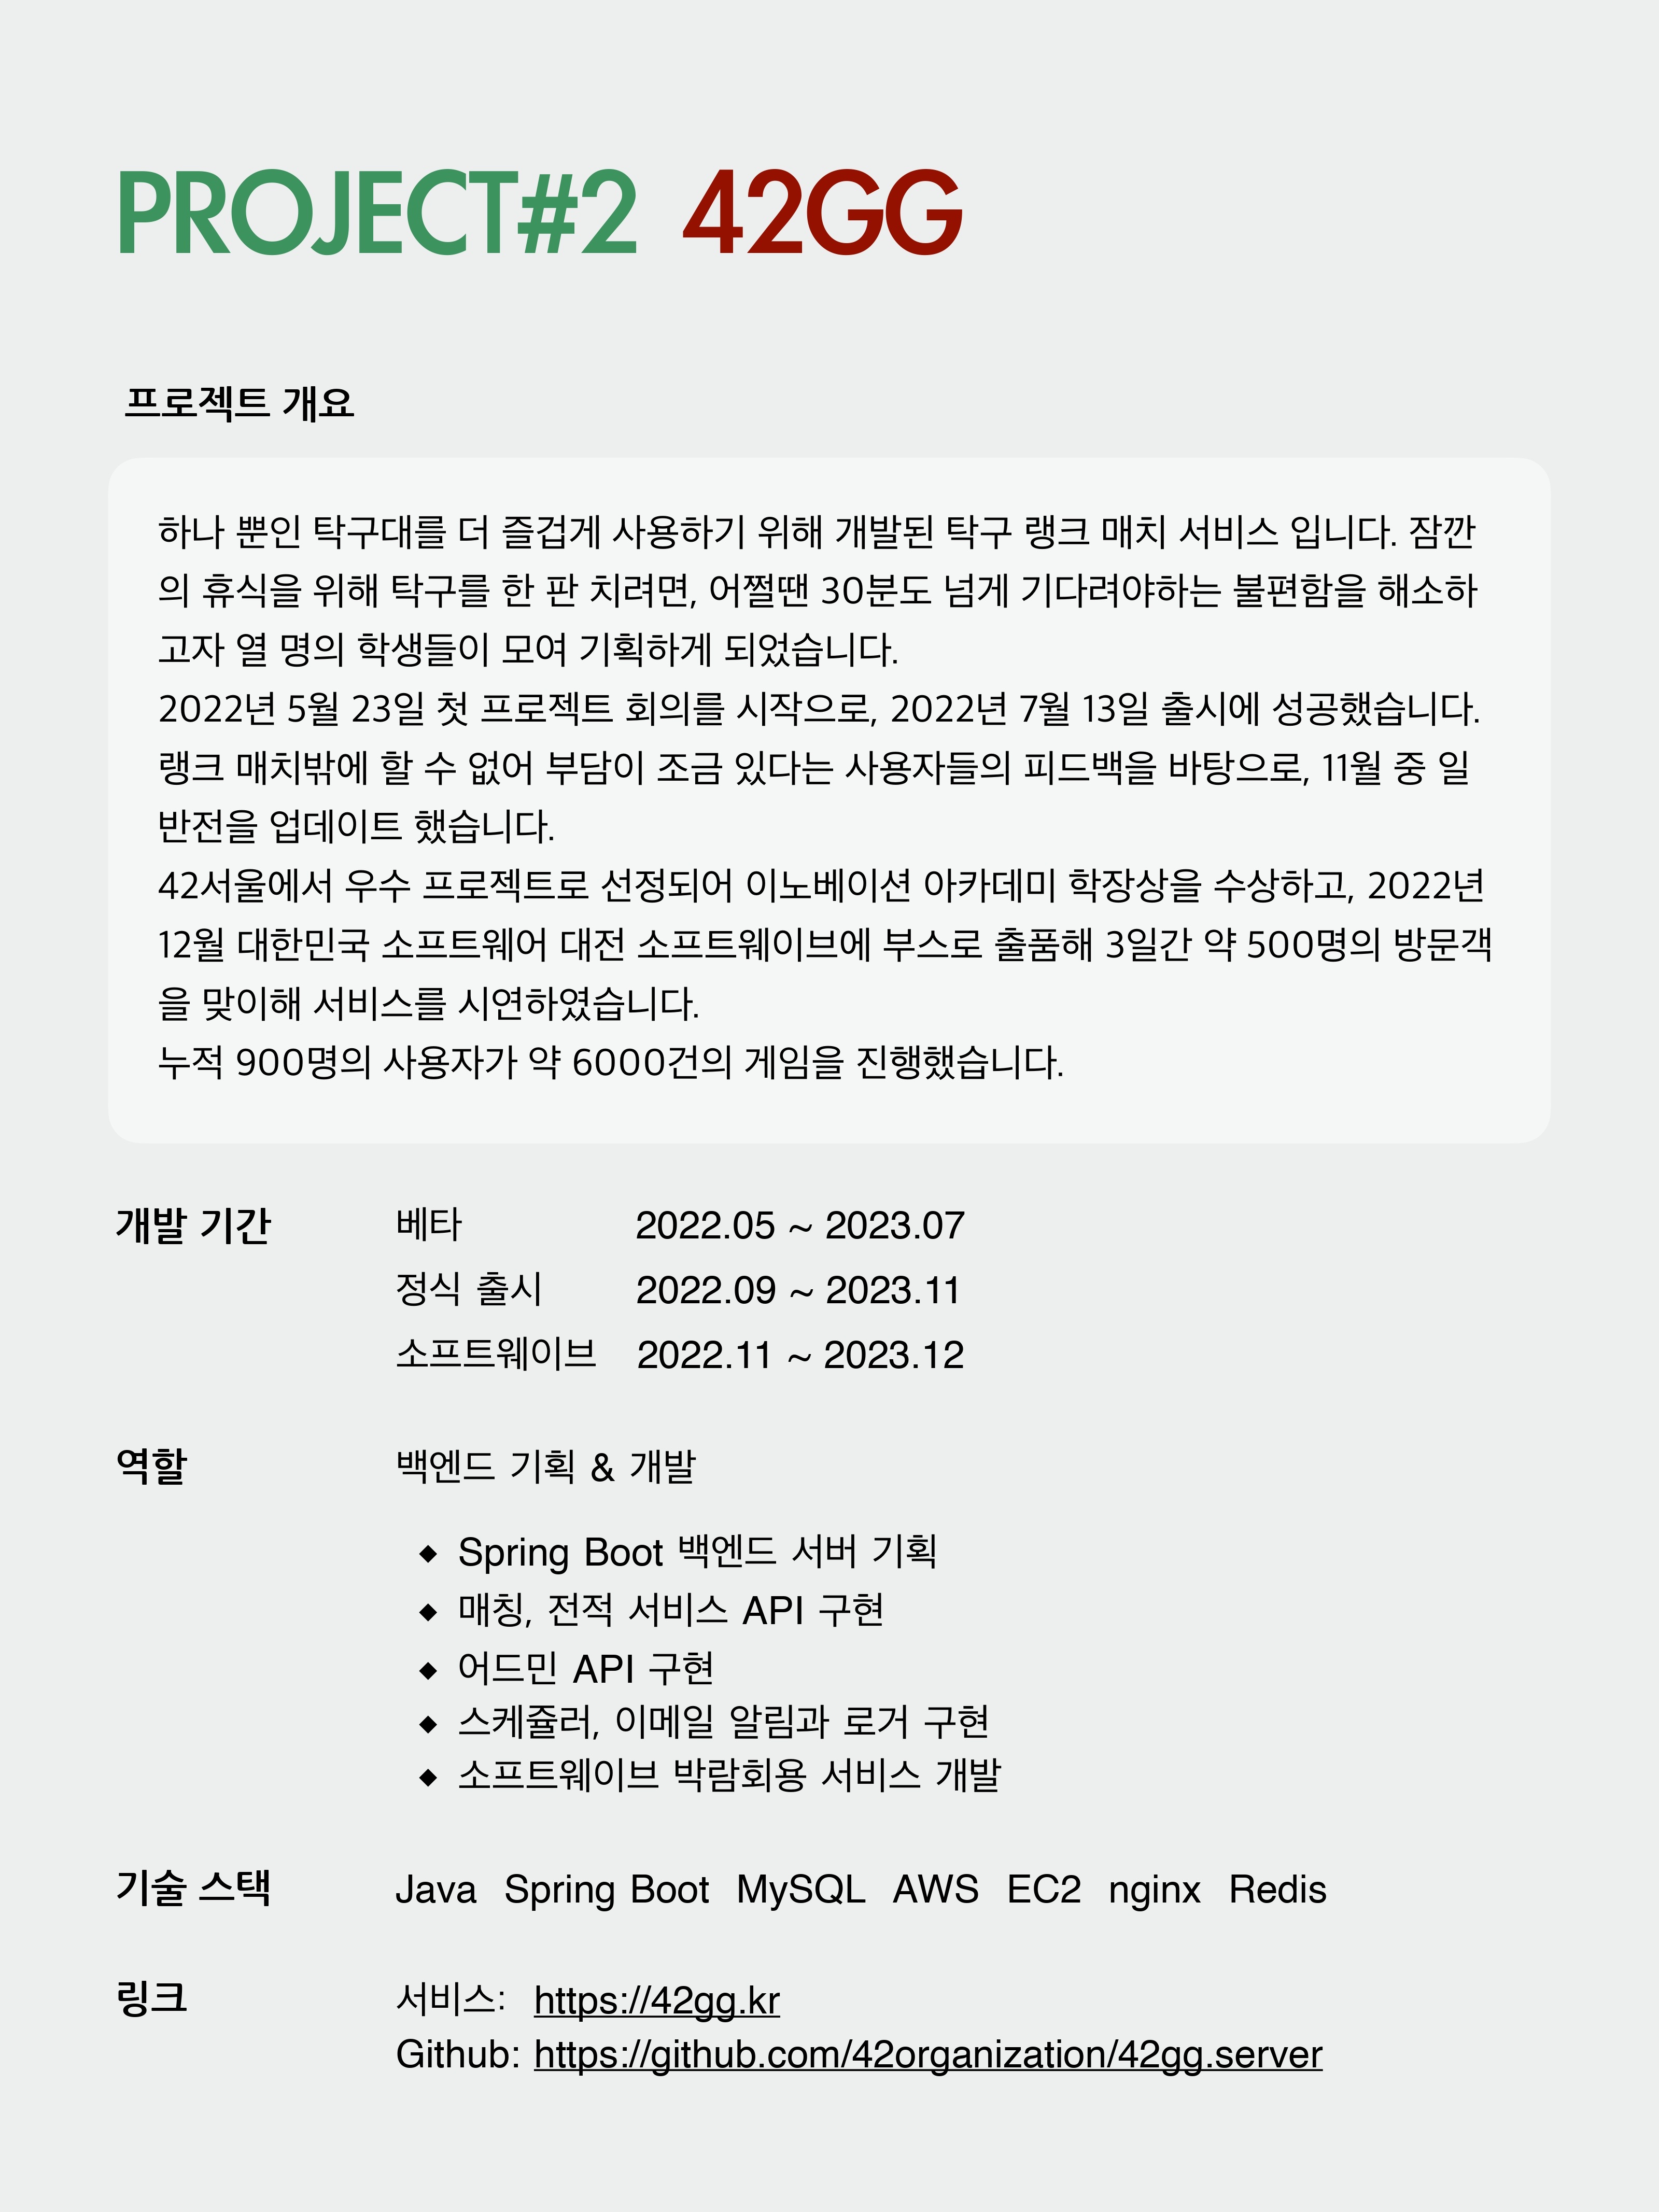 PROJECT#2 42GG
프로젝트 개요
하나 뿐인 탁구대를 더 즐겁게 사용하기 위해 개발된 탁구 랭크 매치 서비스 입니다. 잠깐
의 휴식을 위해 탁구를 한 판 치려면, 어쩔땐 30분도 넘게 기다려야하는 불편함을 해소하
고자 열 명의 학생들이 모여 기획하게 되었습니다.
2022년 5월 23일 첫 프로젝트 회의를 시작으로, 2022년 7월 13일 출시에 성공했습니다.
랭크 매치밖에 할 수 없어 부담이 조금 있다는 사용자들의 피드백을 바탕으로, 11월 중 일
반전을 업데이트 했습니다.
42서울에서 우수 프로젝트로 선정되어 이노베이션 아카데미 학장상을 수상하고, 2022년
12월 대한민국 소프트웨어 대전 소프트웨이브에 부스로 출품해 3일간 약 500명의 방문객
을 맞이해 서비스를 시연하였습니다.
누적 900명의 사용자가 약 6000건의 게임을 진행했습니다.
개발 기간 베타 2022.05 ~ 2023.07
정식 출시 2022.09 ~ 2023.11
소프트웨이브 2022.11 ~ 2023.12
역할 백엔드 기획 & 개발
◆ Spring Boot 백엔드 서버 기획
◆ 매칭, 전적 서비스 API 구현
◆ 어드민 API 구현
◆ 스케쥴러, 이메일 알림과 로거 구현
◆ 소프트웨이브 박람회용 서비스 개발
기술 스택 Java Spring Boot MySQL AWS EC2 nginx Redis
링크 서비스: https://42gg.kr
Github: https://github.com/42organization/42gg.server